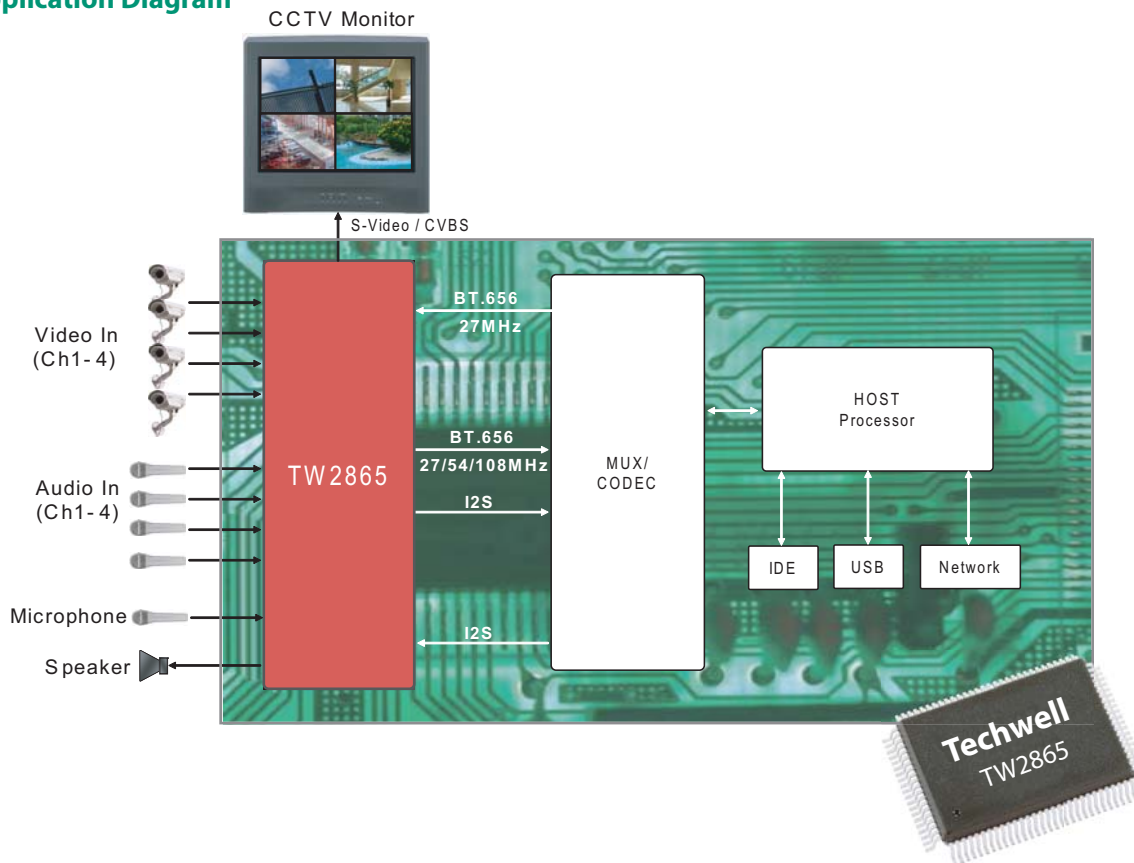 plication Diagram
CCTV Monitor
S-Video / CVBS
Video In
(Ch1-4)
Audio In
(Ch1-4)
Microphone
Speaker
TW2865
BT.656
27MHz
BT.656
27/54/108MHz
I2S
I2S
MUX/
CODEC
HOST
Processor
IDE
USB
Network
Techwell
TW2865